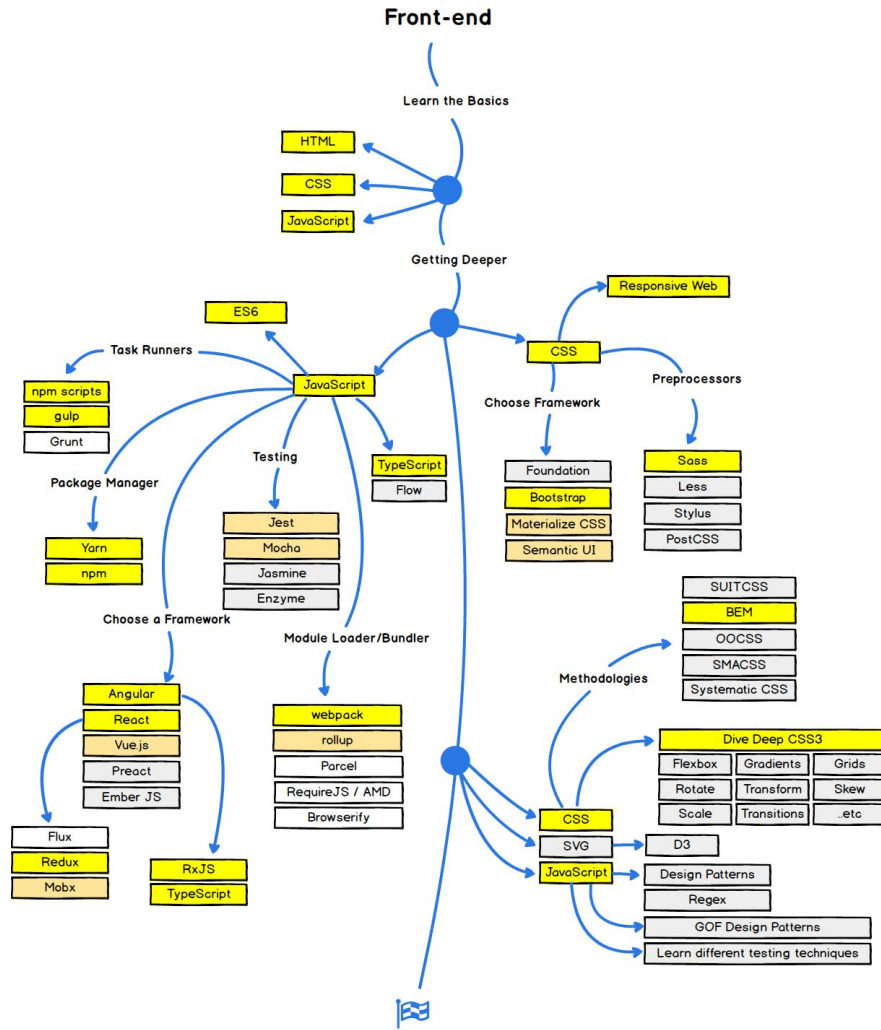 Front-end
Learn the Basics
HTML
CSS
JavaScript
Getting Deeper
Responsive Web
ES6
CSS
Task Runners
JavaScript
Preprocessors
npm scripts
gulp
Grunt
Choose Framework
Testing
TypeScript
Flow
Package Manager
Foundation
Bootstrap
Materialize CSS
Semantic UI
Sass
Less
Stylus
PostCSS
Jest
Mocha
Jasmine
Enzyme
Yarn
npm
SUITCSS
BEM
OOCSS
SMACSS
Systematic CSS
Choose a Framework
Module Loader/Bundler
Methodologies
Angular
React
Vue.js
Preact
Ember JS
webpack
rollup
Parcel
RequireJS / AMD
Browserify
Dive Deep CSS3
Flexbox Gradients Grids
Rotate Transform Skew
Scale Transitions ..etc
Flux
Redux
Mobx
RxJS
TypeScript
CSS
SVG
D3
JavaScript
Design Patterns
Regex
GOF Design Patterns
Learn different testing techniques